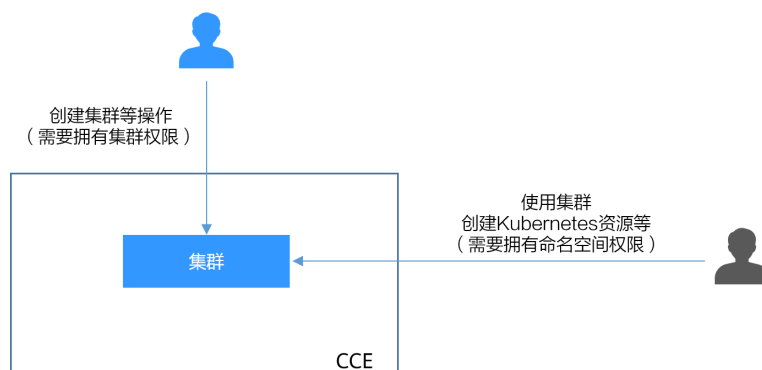 创建集群等操作
（需要拥有集群权限）
使用集群
创建Kubernetes资源等
（需要拥有命名空间权限）
集群
CCE